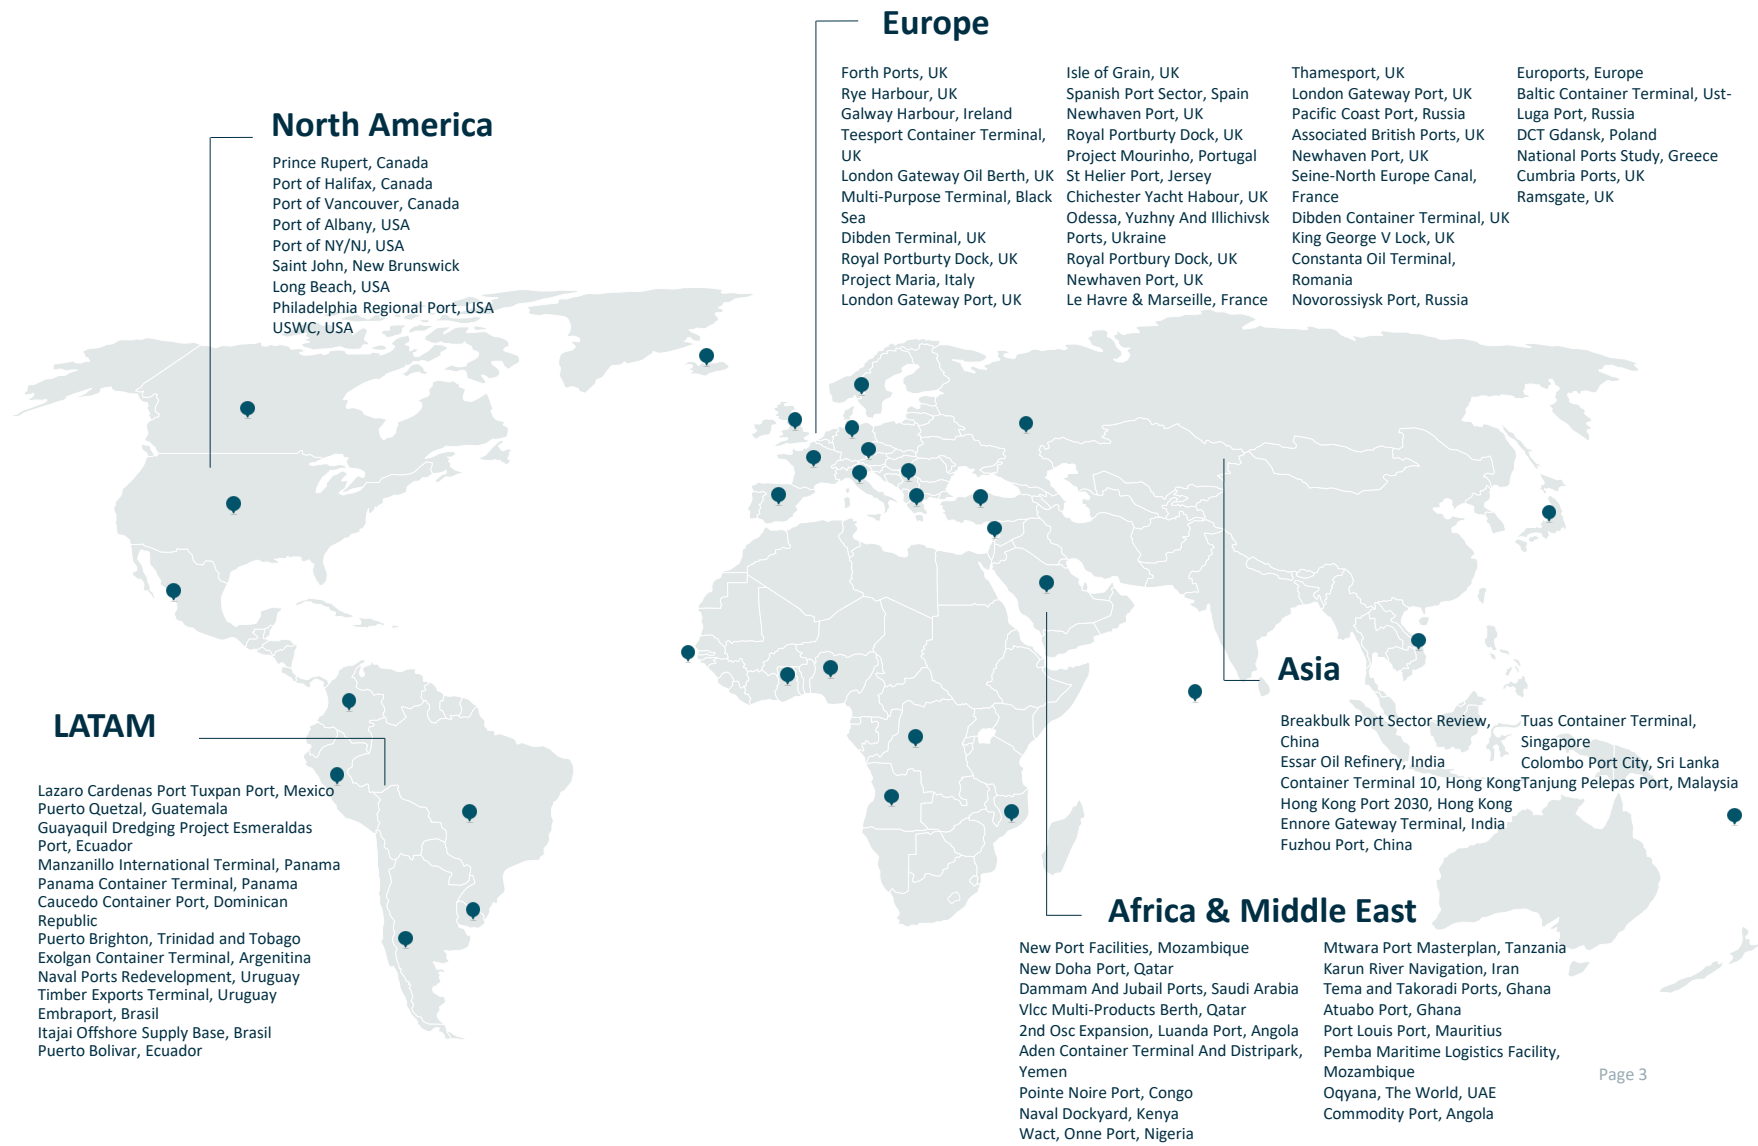 Europe
Forth Ports, UK
Rye Harbour, UK
Galway Harbour, Ireland
Teesport Container Terminal,
UK
London Gateway Oil Berth, UK
Multi-Purpose Terminal, Black
Sea
Dibden Terminal, UK
Royal Portburty Dock, UK
Project Maria, Italy
London Gateway Port, UK
Isle of Grain, UK
Spanish Port Sector, Spain
Newhaven Port, UK
Royal Portburty Dock, UK
Project Mourinho, Portugal
St Helier Port, Jersey
Chichester Yacht Habour, UK
Odessa, Yuzhny And Illichivsk
Ports, Ukraine
Royal Portbury Dock, UK
Newhaven Port, UK
Le Havre & Marseille, France
Thamesport, UK
London Gateway Port, UK
Pacific Coast Port, Russia
Associated British Ports, UK
Newhaven Port, UK
Seine-North Europe Canal,
France
Dibden Container Terminal, UK
King George V Lock, UK
Constanta Oil Terminal,
Romania
Novorossiysk Port, Russia
Euroports, Europe
Baltic Container Terminal, Ust-
Luga Port, Russia
DCT Gdansk, Poland
National Ports Study, Greece
Cumbria Ports, UK
Ramsgate, UK
North America
Prince Rupert, Canada
Port of Halifax, Canada
Port of Vancouver, Canada
Port of Albany, USA
Port of NY/NJ, USA
Saint John, New Brunswick
Long Beach, USA
Philadelphia Regional Port, USA
USWC, USA
LATAM
Lazaro Cardenas Port Tuxpan Port, Mexico
Puerto Quetzal, Guatemala
Guayaquil Dredging Project Esmeraldas
Port, Ecuador
Manzanillo International Terminal, Panama
Panama Container Terminal, Panama
Caucedo Container Port, Dominican
Republic
Puerto Brighton, Trinidad and Tobago
Exolgan Container Terminal, Argenitina
Naval Ports Redevelopment, Uruguay
Timber Exports Terminal, Uruguay
Embraport, Brasil
Itajai Offshore Supply Base, Brasil
Puerto Bolivar, Ecuador
Asia
Breakbulk Port Sector Review,
China
Essar Oil Refinery, India
Container Terminal 10, Hong Kong
Hong Kong Port 2030, Hong Kong
Ennore Gateway Terminal, India
Fuzhou Port, China
Tuas Container Terminal,
Singapore
Colombo Port City, Sri Lanka
Tanjung Pelepas Port, Malaysia
Africa & Middle East
New Port Facilities, Mozambique
New Doha Port, Qatar
Dammam And Jubail Ports, Saudi Arabia
Vlcc Multi-Products Berth, Qatar
2nd Osc Expansion, Luanda Port, Angola
Aden Container Terminal And Distripark,
Yemen
Pointe Noire Port, Congo
Naval Dockyard, Kenya
Wact, Onne Port, Nigeria
Mtwara Port Masterplan, Tanzania
Karun River Navigation, Iran
Tema and Takoradi Ports, Ghana
Atuabo Port, Ghana
Port Louis Port, Mauritius
Pemba Maritime Logistics Facility,
Mozambique
Oqyana, The World, UAE
Commodity Port, Angola
Page 3